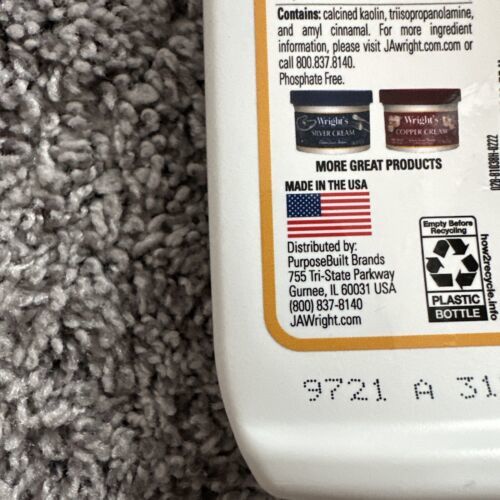 Contains: calcined kaolin, triisopropanolamine,
and amyl cinnamal. For more ingredient
information, please visit JAwright.com.com or
call 800.837.8140.
Phosphate Free.
Wright's
SILVER CREAM
Wright's
COPPER CREAM
MORE GREAT PRODUCTS
MADE IN THE USA
Distributed by:
PurposeBuilt Brands
755 Tri-State Parkway
Gurnee, IL 60031 USA
(800) 837-8140
JAWright.com
Empty Before
Recycling
PLASTIC
BOTTLE
how2recycle.info
9721 A 31